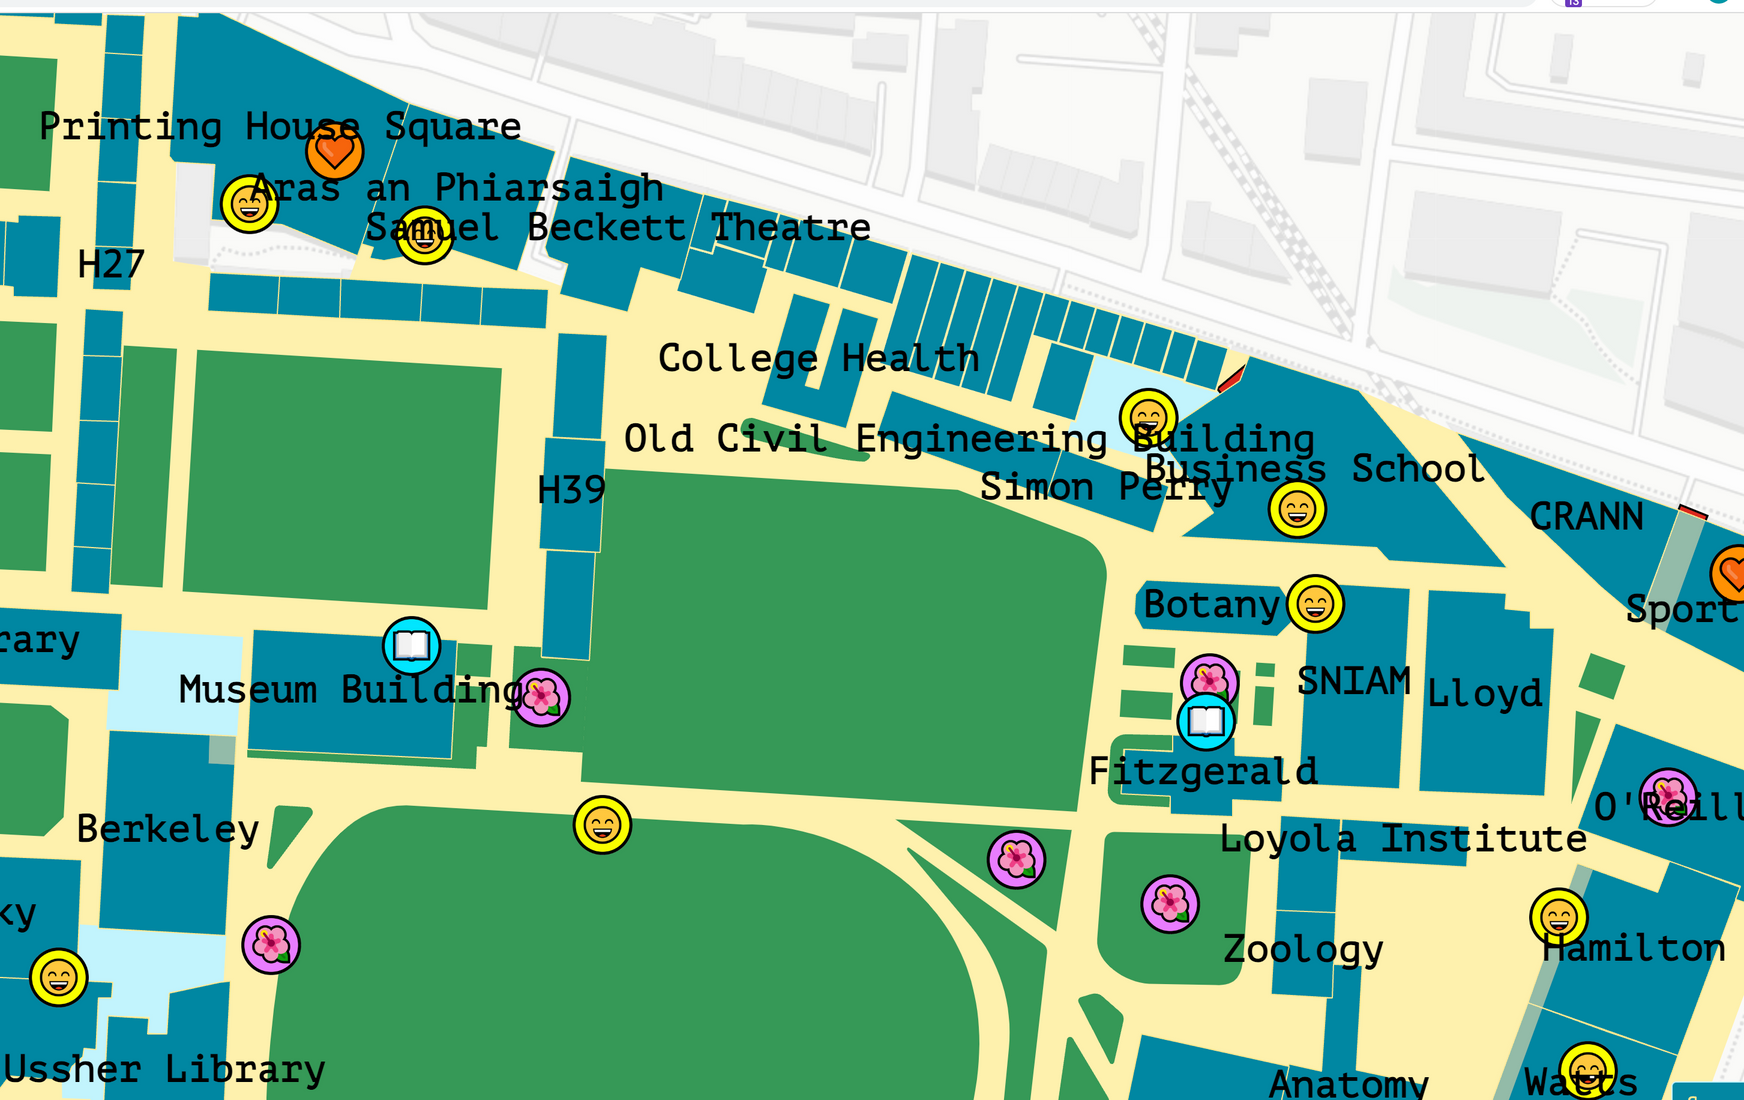 Printing House Square
Aras an Phiarsaigh
Samuel Beckett Theatre
H27
College Health
Old Civil Engineering Building
Business School
Simon Perry
H39
CRANN
Botany
Sport
rary
Museum Building
SNIAM
Lloyd
Fitzgerald
O'Reill
Berkeley
Loyola Institute
ky
Zoology
Hamilton
Ussher Library
Anatomy
Watts